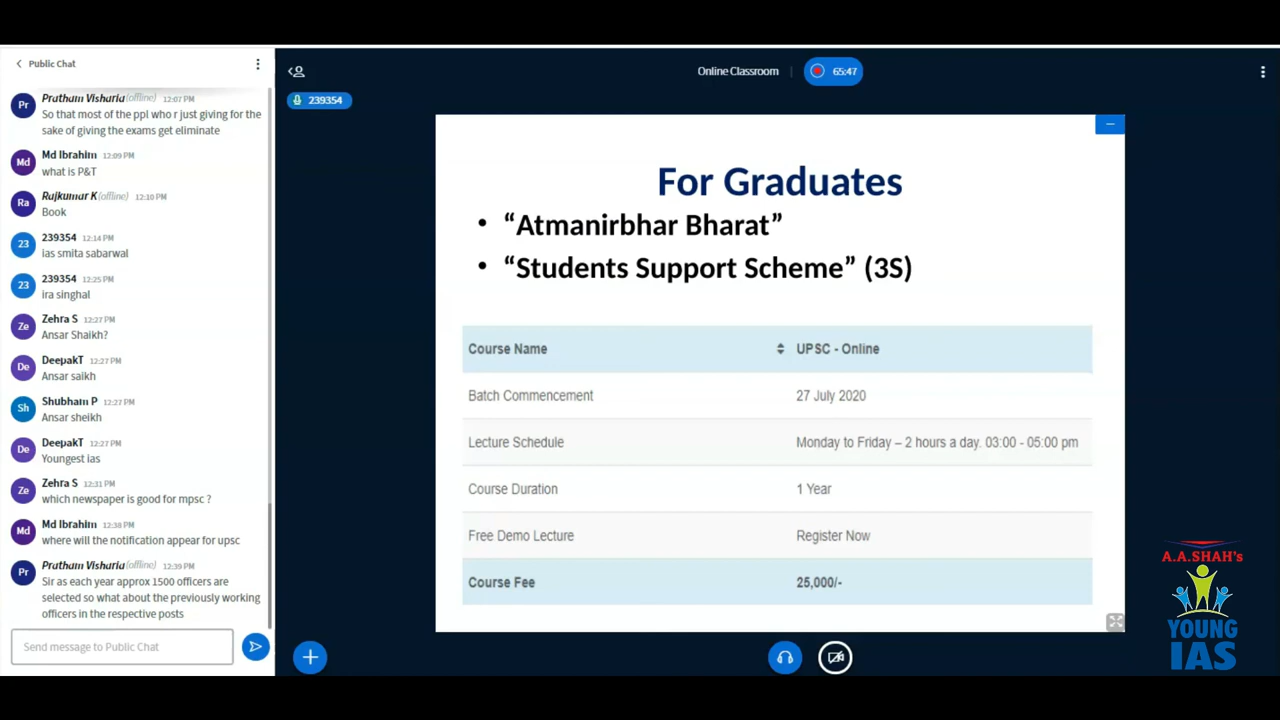 Public Chat
Pr
Pratham Visharia (offline) 12:07 PM
So that most of the ppl who r just giving for the
sake of giving the exams get eliminate
Md
Md Ibrahim 12:09 PM
what is P&T
Ra
Rajkumar K (offline) 12:10 PM
Book
23
239354 12:14 PM
ias smita sabarwal
23
239354 12:25 PM
ira singhal
Ze
Zehra S 12:27 PM
Ansar Shaikh?
De
DeepakT 12:27 PM
Ansar saikh
Sh
Shubham P 12:27 PM
Ansar sheikh
De
DeepakT 12:27 PM
Youngest ias
Ze
Zehra S 12:31 PM
which newspaper is good for mpsc ?
Md
Md Ibrahim 12:38 PM
where will the notification appear for upsc
Pr
Pratham Visharia (offline) 12:39 PM
Sir as each year approx 1500 officers are
selected so what about the previously working
officers in the respective posts
Send message to Public Chat
Online Classroom
65:47
239354
For Graduates
• “Atmanirbhar Bharat”
• “Students Support Scheme” (3S)
Course Name UPSC - Online
Batch Commencement 27 July 2020
Lecture Schedule Monday to Friday – 2 hours a day. 03:00 - 05:00 pm
Course Duration 1 Year
Free Demo Lecture Register Now
Course Fee 25,000/-
A.A.SHAH's
YOUNG
IAS